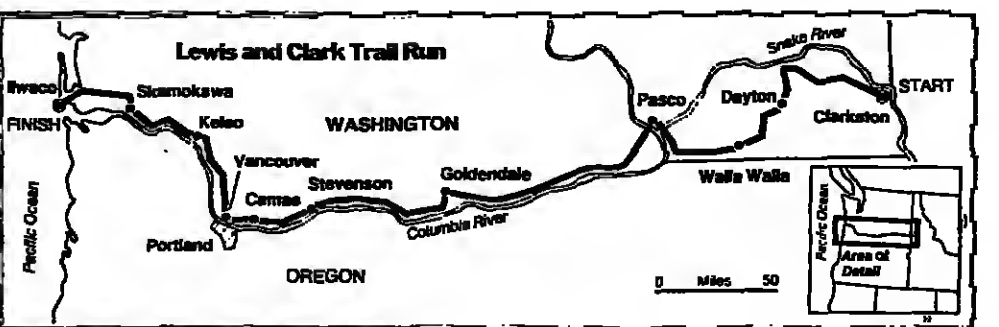 Lewis and Clark Trail Run
Snake River
Ilwaco
Skamokawa
Pasco
Dayton
START
FINISH
Kelso
WASHINGTON
Clarkston
Vancouver
Goldendale
Walla Walla
Camas
Stevenson
Columbia River
Portland
Pacific Ocean
OREGON
0 Miles 50
Pacific Ocean
Area of
Detail